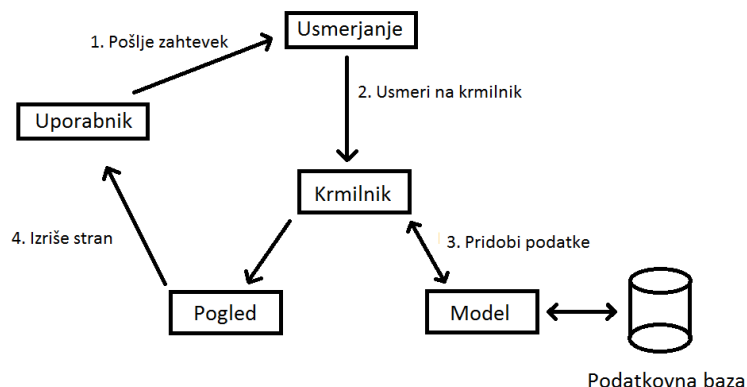 Usmerjanje
1. Pošlje zahtevek
2. Usmeri na krmilnik
Uporabnik
Krmilnik
4. Izriše stran
3. Pridobi podatke
Pogled
Model
Podatkovna baza